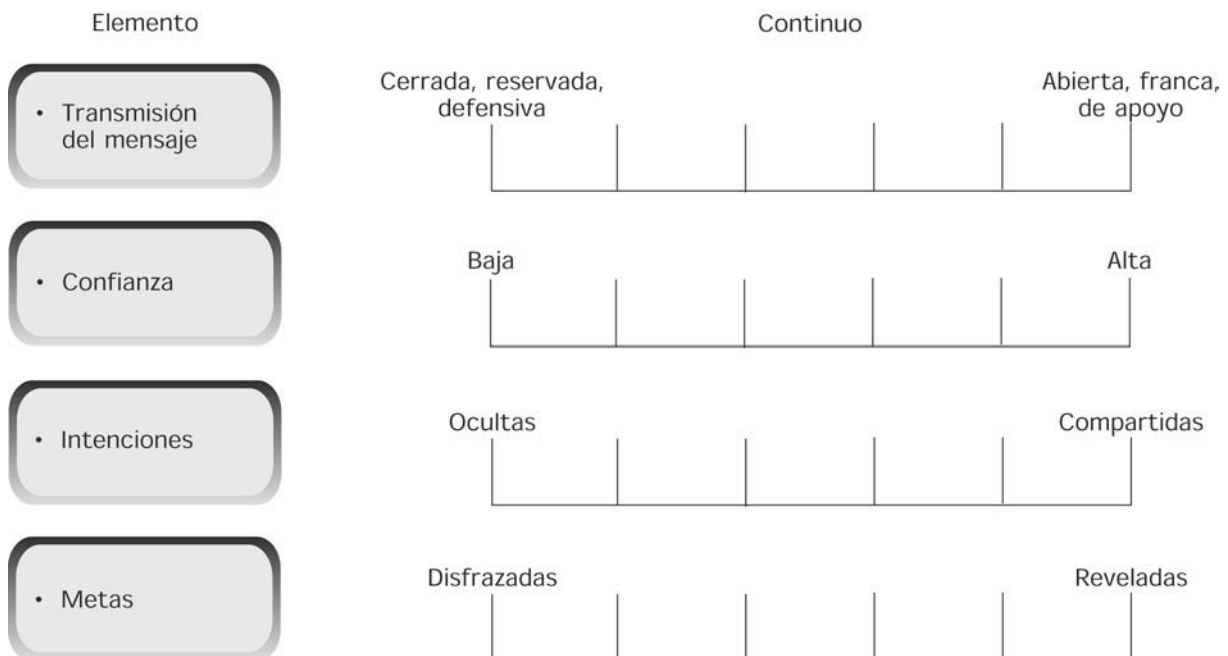 Elemento
Continuo
• Transmisión
del mensaje
Cerrada, reservada,
defensiva
Abierta, franca,
de apoyo
• Confianza
Baja
Alta
• Intenciones
Ocultas
Compartidas
• Metas
Disfrazadas
Reveladas